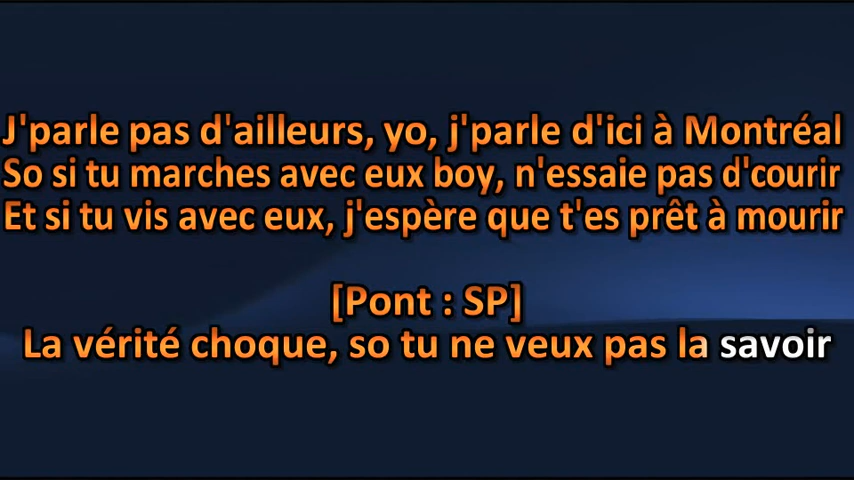 J'parle pas d'ailleurs, yo, j'parle d'ici à Montréal
So si tu marches avec eux boy, n'essaie pas d'courir
Et si tu vis avec eux, j'espère que t'es prêt à mourir
[Pont : SP]
La vérité choque, so tu ne veux pas la savoir